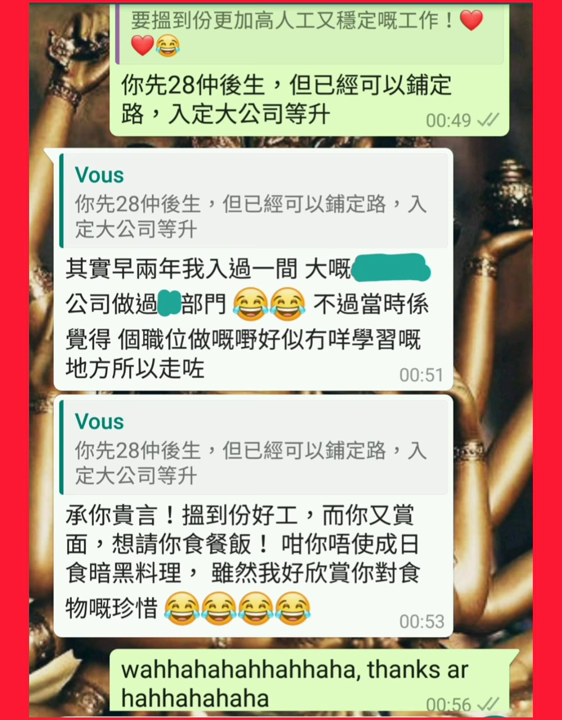 要搵到份更加高人工又穩定嘅工作！❤️
❤️😂
你先28仲後生，但已經可以鋪定
路，入定大公司等升
00:49
Vous
你先28仲後生，但已經可以鋪定路，入
定大公司等升
其實早兩年我入過一間 大嘅
公司做過 部門 😂😂 不過當時係
覺得 個職位做嘅嘢好似冇咩學習嘅
地方所以走咗
00:51
Vous
你先28仲後生，但已經可以鋪定路，入
定大公司等升
承你貴言！搵到份好工，而你又賞
面，想請你食餐飯！ 咁你唔使成日
食暗黑料理， 雖然我好欣賞你對食
物嘅珍惜 😂😂😂😂
00:53
wahhahahahhahhaha, thanks ar
hahhahahaha
00:56